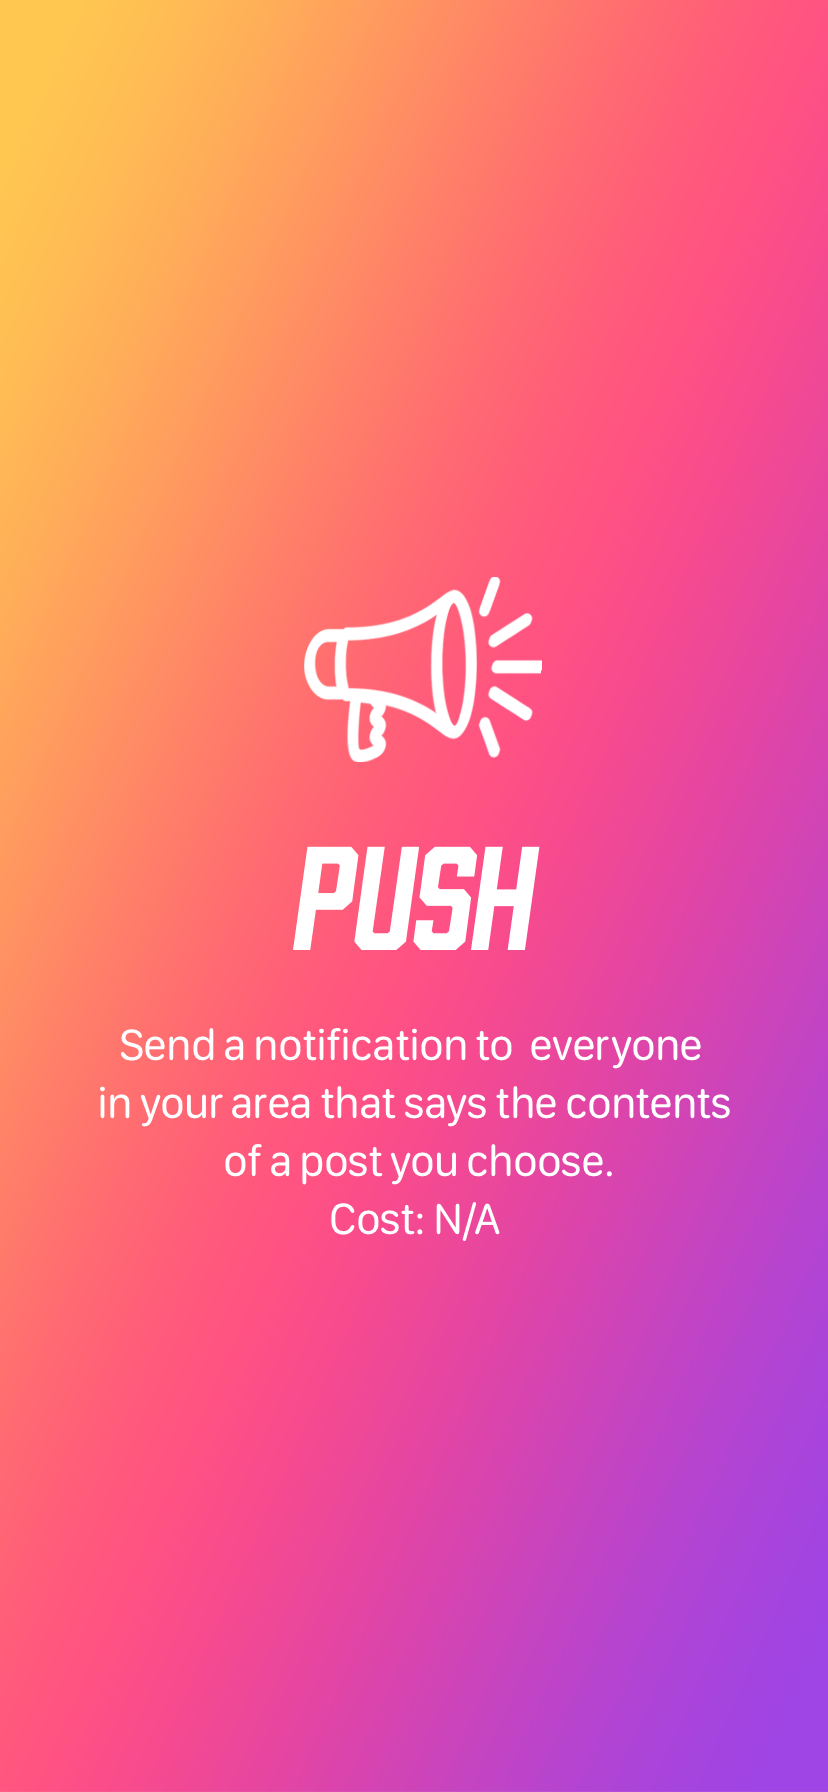 PUSH
Send a notification to  everyone
in your area that says the contents
of a post you choose.
Cost: N/A